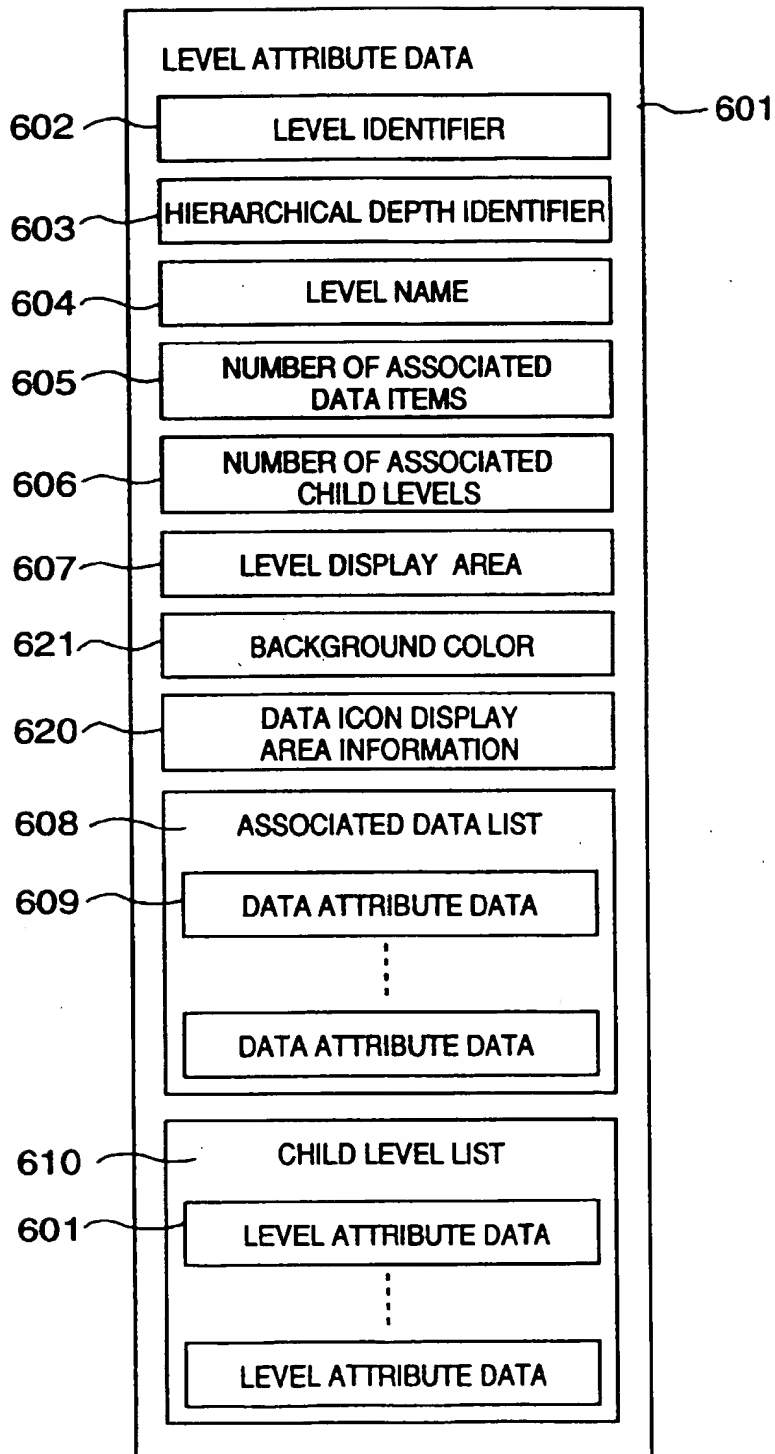 LEVEL ATTRIBUTE DATA
601
602
LEVEL IDENTIFIER
603
HIERARCHICAL DEPTH IDENTIFIER
604
LEVEL NAME
605
NUMBER OF ASSOCIATED
DATA ITEMS
606
NUMBER OF ASSOCIATED
CHILD LEVELS
607
LEVEL DISPLAY AREA
621
BACKGROUND COLOR
620
DATA ICON DISPLAY
AREA INFORMATION
608
ASSOCIATED DATA LIST
609
DATA ATTRIBUTE DATA
DATA ATTRIBUTE DATA
610
CHILD LEVEL LIST
601
LEVEL ATTRIBUTE DATA
LEVEL ATTRIBUTE DATA